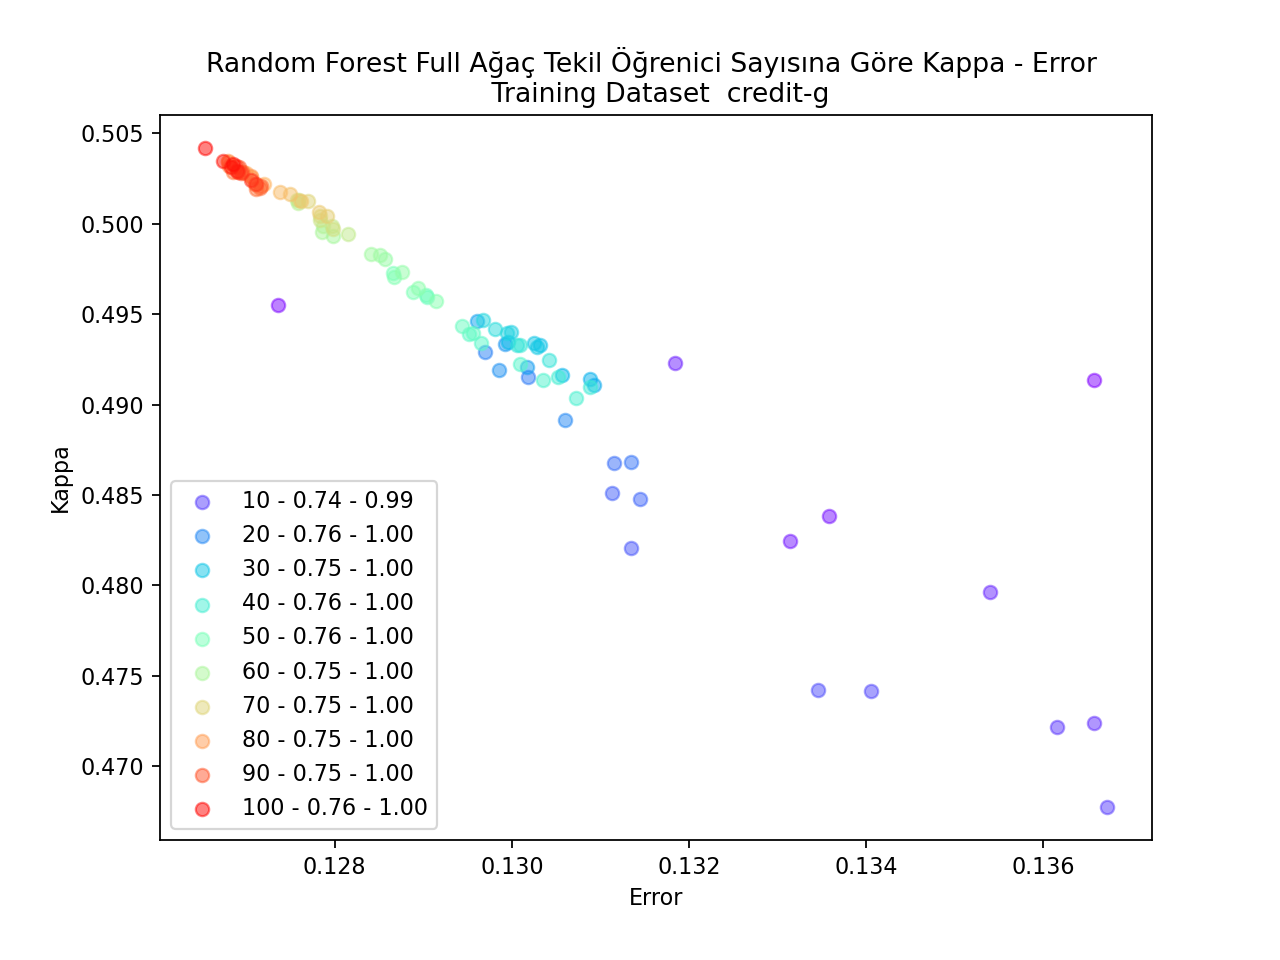 Random Forest Full Ağaç Tekil Öğrenici Sayısına Göre Kappa - Error
Training Dataset  credit-g
0.505
0.500
0.495
0.490
0.485
0.480
0.475
0.470
Kappa
10 - 0.74 - 0.99
20 - 0.76 - 1.00
30 - 0.75 - 1.00
40 - 0.76 - 1.00
50 - 0.76 - 1.00
60 - 0.75 - 1.00
70 - 0.75 - 1.00
80 - 0.75 - 1.00
90 - 0.75 - 1.00
100 - 0.76 - 1.00
0.128 0.130 0.132 0.134 0.136
Error